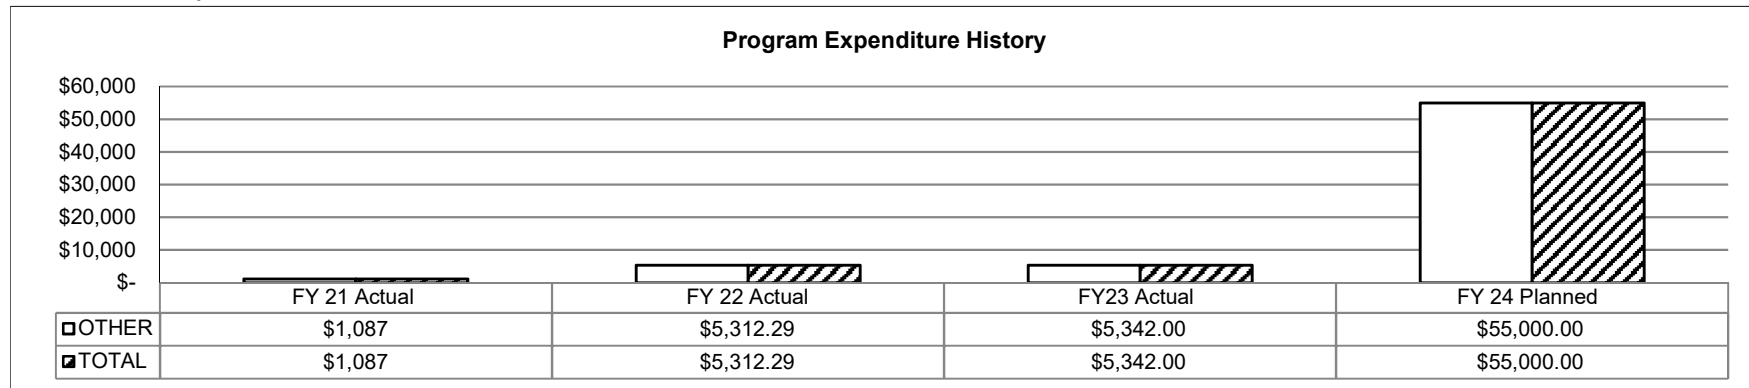 Program Expenditure History
$60,000
$50,000
$40,000
$30,000
$20,000
$10,000
$-
FY 21 Actual FY 22 Actual FY23 Actual FY 24 Planned
OTHER $1,087 $5,312.29 $5,342.00 $55,000.00
TOTAL $1,087 $5,312.29 $5,342.00 $55,000.00